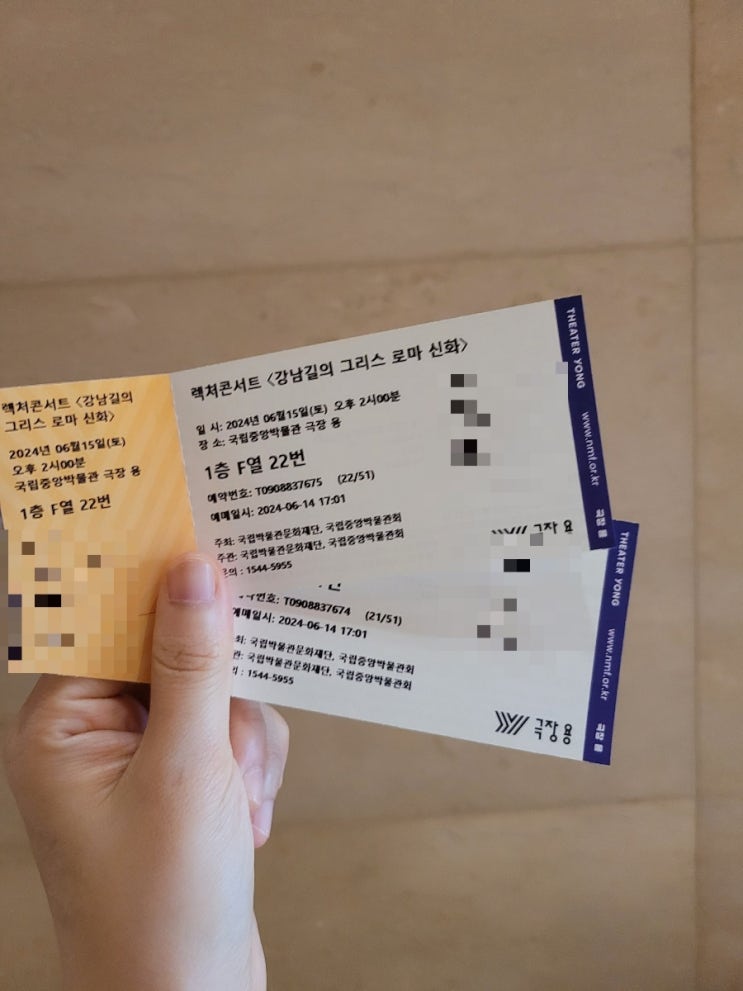 렉처콘서트 <강남길의
그리스 로마 신화>
2024년 06월15일(토)
오후 2시00분
국립중앙박물관 극장 용
1층 F열 22번
렉처콘서트 <강남길의 그리스 로마 신화>
일 시: 2024년 06월15일(토) 오후 2시00분
장 소: 국립중앙박물관 극장 용
1층 F열 22번
예약번호: T0908837675 (22/51)
예매일시: 2024-06-14 17:01
주최: 국립박물관문화재단, 국립중앙박물관회
주관: 국립박물관문화재단, 국립중앙박물관회
문의 : 1544-5955
극장 용
THEATER YONG
www.nmf.or.kr
극장 용
약번호: T0908837674 (21/51)
예매일시: 2024-06-14 17:01
최: 국립박물관문화재단, 국립중앙박물관회
관: 국립박물관문화재단, 국립중앙박물관회
의 : 1544-5955
극장 용
THEATER YONG
www.nmf.or.kr
극장 용